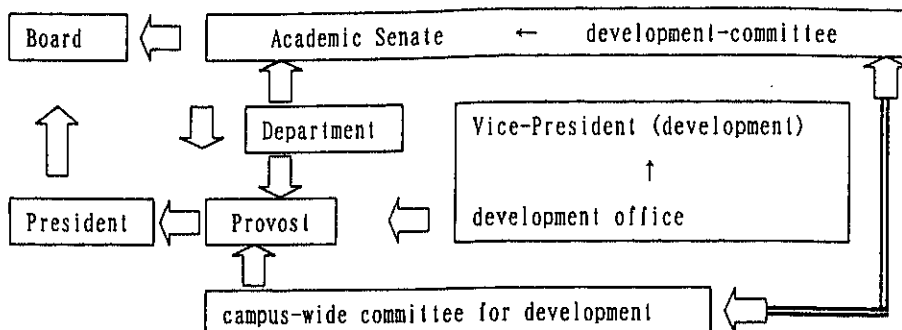 Board
Academic Senate ← development-committee
Department
Vice-President (development)
↑
development office
President
Provost
campus-wide committee for development